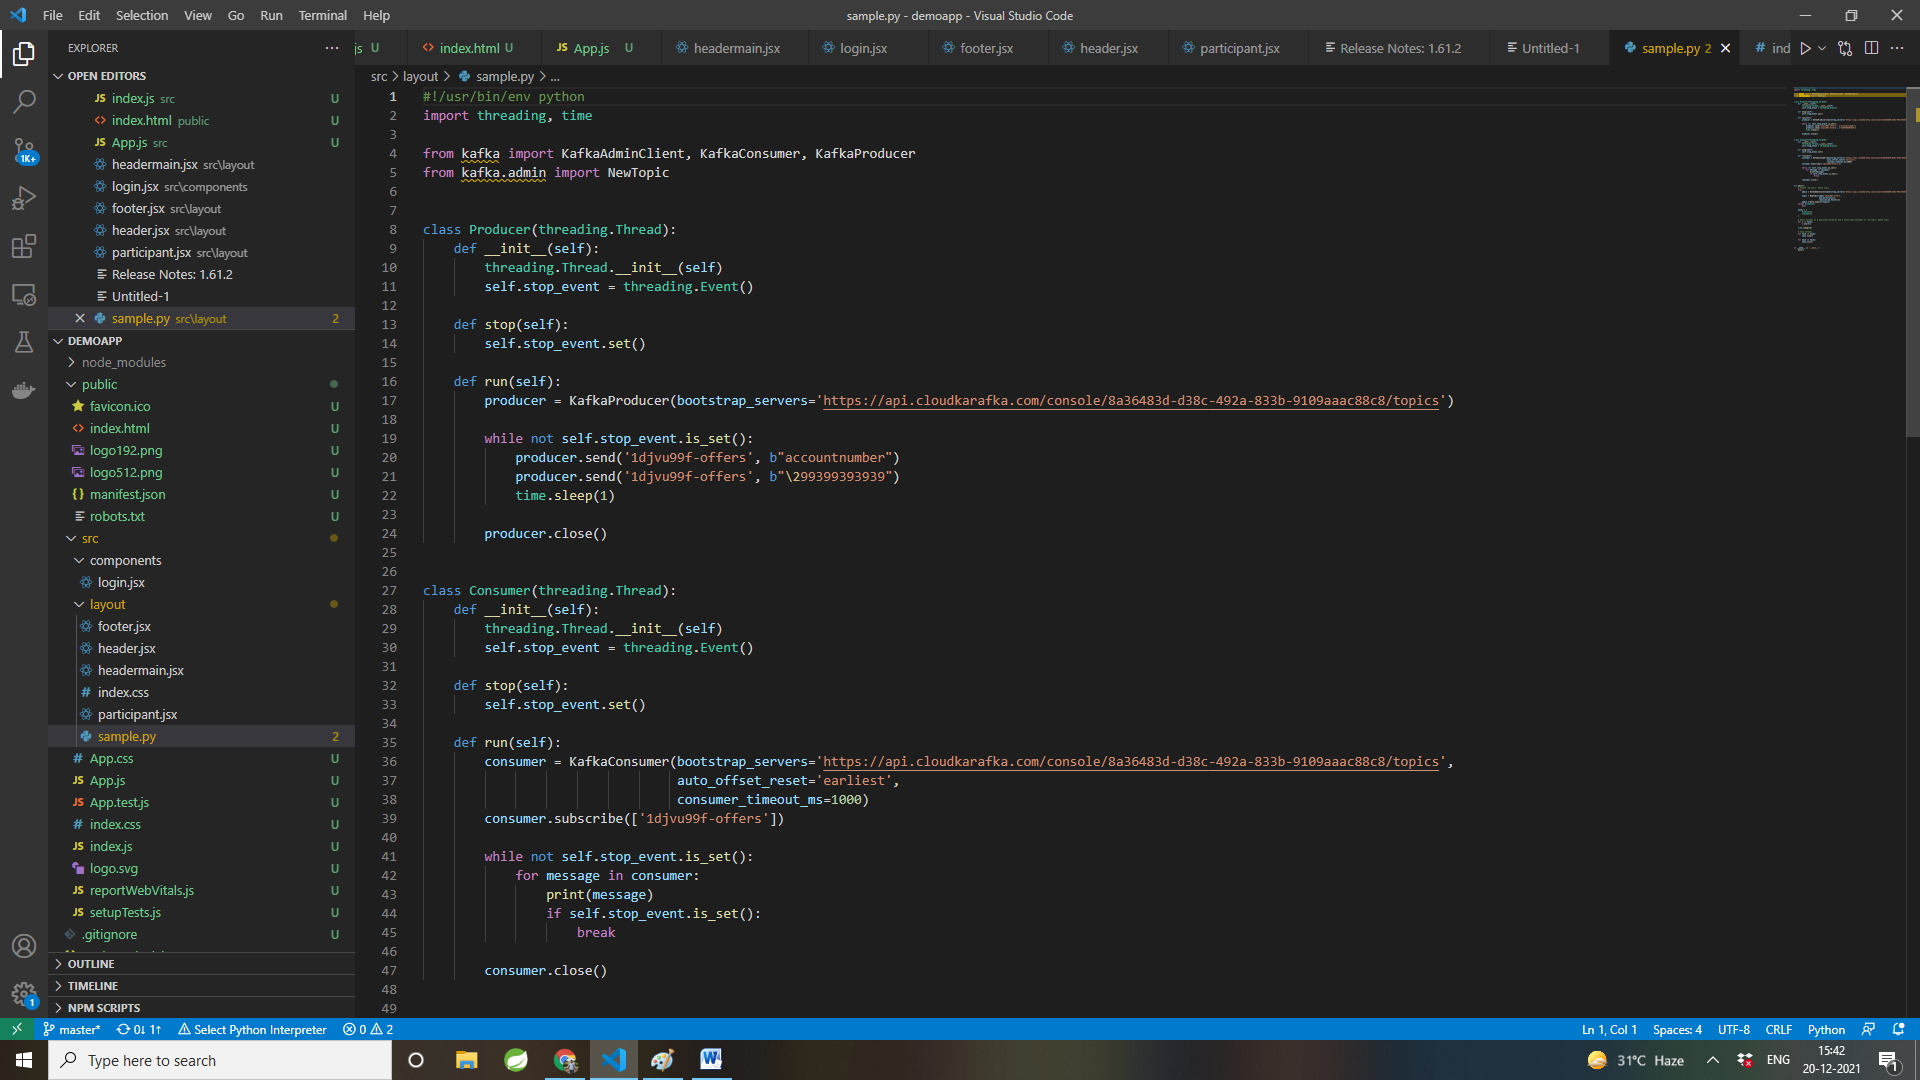 File Edit Selection View Go Run Terminal Help
sample.py - demoapp - Visual Studio Code
EXPLORER
OPEN EDITORS
JS index.js src U
<> index.html public U
JS App.js src U
headermain.jsx src\layout
login.jsx src\components
footer.jsx src\layout
header.jsx src\layout
participant.jsx src\layout
Release Notes: 1.61.2
Untitled-1
sample.py src\layout 2
DEMOAPP
node_modules
public
favicon.ico U
<> index.html U
logo192.png U
logo512.png U
{} manifest.json U
robots.txt U
src
components
login.jsx
layout
footer.jsx
header.jsx
headermain.jsx
# index.css
participant.jsx
sample.py 2
# App.css U
JS App.js U
JS App.test.js U
# index.css U
JS index.js U
logo.svg U
JS reportWebVitals.js U
JS setupTests.js U
.gitignore U
OUTLINE
TIMELINE
NPM SCRIPTS
1K+
1
js U <> index.html U JS App.js U headermain.jsx login.jsx footer.jsx header.jsx participant.jsx Release Notes: 1.61.2 Untitled-1 sample.py 2 # ind
src > layout > sample.py > ...
1 #!/usr/bin/env python
2 import threading, time
3
4 from kafka import KafkaAdminClient, KafkaConsumer, KafkaProducer
5 from kafka.admin import NewTopic
6
7
8 class Producer(threading.Thread):
9 def __init__(self):
10 threading.Thread.__init__(self)
11 self.stop_event = threading.Event()
12
13 def stop(self):
14 self.stop_event.set()
15
16 def run(self):
17 producer = KafkaProducer(bootstrap_servers='https://api.cloudkarafka.com/console/8a36483d-d38c-492a-833b-9109aaac88c8/topics')
18
19 while not self.stop_event.is_set():
20 producer.send('1djvu99f-offers', b"accountnumber")
21 producer.send('1djvu99f-offers', b"\299399393939")
22 time.sleep(1)
23
24 producer.close()
25
26
27 class Consumer(threading.Thread):
28 def __init__(self):
29 threading.Thread.__init__(self)
30 self.stop_event = threading.Event()
31
32 def stop(self):
33 self.stop_event.set()
34
35 def run(self):
36 consumer = KafkaConsumer(bootstrap_servers='https://api.cloudkarafka.com/console/8a36483d-d38c-492a-833b-9109aaac88c8/topics',
37 auto_offset_reset='earliest',
38 consumer_timeout_ms=1000)
39 consumer.subscribe(['1djvu99f-offers'])
40
41 while not self.stop_event.is_set():
42 for message in consumer:
43 print(message)
44 if self.stop_event.is_set():
45 break
46
47 consumer.close()
48
49
master* 0↓ 1↑ Select Python Interpreter 0 2
Ln 1, Col 1 Spaces: 4 UTF-8 CRLF Python
Type here to search
31°C Haze ENG 15:42
20-12-2021
1